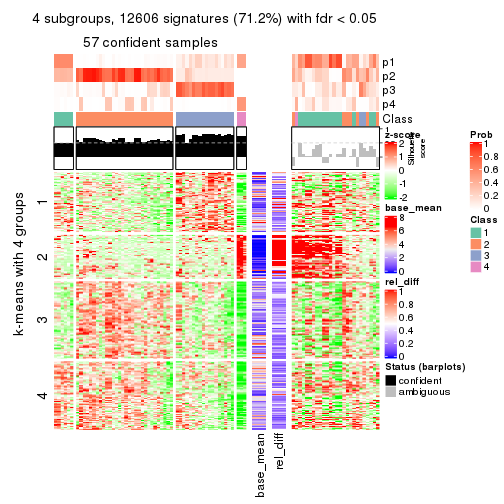 4 subgroups, 12606 signatures (71.2%) with fdr < 0.05
57 confident samples
p1
p2
p3
p4
Class
1
Silhouette
score
k-means with 4 groups
1
2
3
4
base_mean
rel_diff
z-score
2
1
0
-1
-2
base_mean
8
6
4
2
0
rel_diff
1
0.8
0.6
0.4
0.2
0
Status (barplots)
confident
ambiguous
Prob
1
0.8
0.6
0.4
0.2
0
Class
1
2
3
4